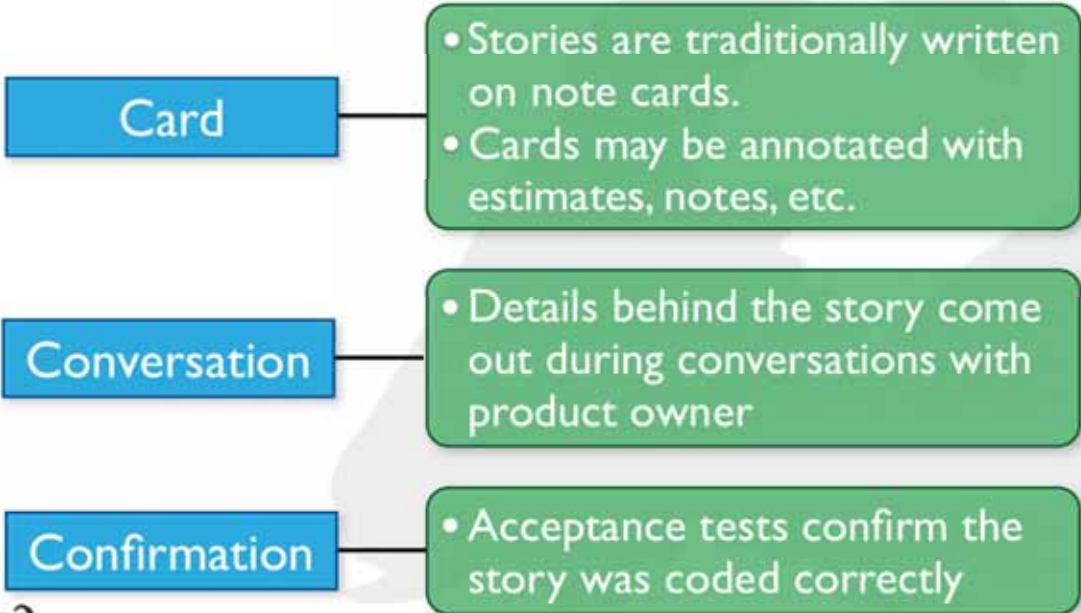 Card
• Stories are traditionally written
on note cards.
• Cards may be annotated with
estimates, notes, etc.
Conversation
• Details behind the story come
out during conversations with
product owner
Confirmation
• Acceptance tests confirm the
story was coded correctly